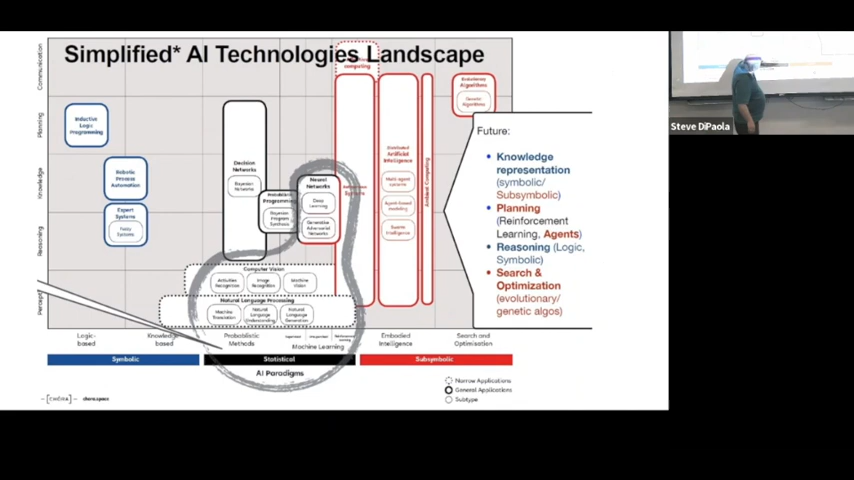 Simplified* AI Technologies Landscape
computing
Communication
Planning
Knowledge
Reasoning
Inductive
Logic
Programming
Robotic
Process
Automation
Expert
Systems
Fuzzy
Systems
Decision
Networks
Bayesian
Networks
Programming
Bayesian
Program
Synthesis
Neural
Networks
Deep
Learning
Generative
Adversarial
Networks
Systems
Distributed
Artificial
Intelligence
Multi-agent
systems
Agent-based
modeling
Swarm
Intelligence
Ambient Computing
Evolutionary
Algorithms
Genetic
Algorithms
Computer Vision
Activities
Recognition
Image
Recognition
Machine
Vision
Natural Language Processing
Machine
Translation
Natural
Language
Understanding
Natural
Language
Generation
Logic-
based
Knowledge-
based
Probabilistic
Methods
Machine Learning
Embodied
Intelligence
Search and
Optimisation
Symbolic
Statistical
Subsymbolic
AI Paradigms
Narrow Applications
General Applications
Subtype
Future:
• Knowledge
representation
(symbolic/
Subsymbolic)
• Planning
(Reinforcement
Learning, Agents)
• Reasoning (Logic,
Symbolic)
• Search &
Optimization
(evolutionary/
genetic algos)
Steve DiPaola